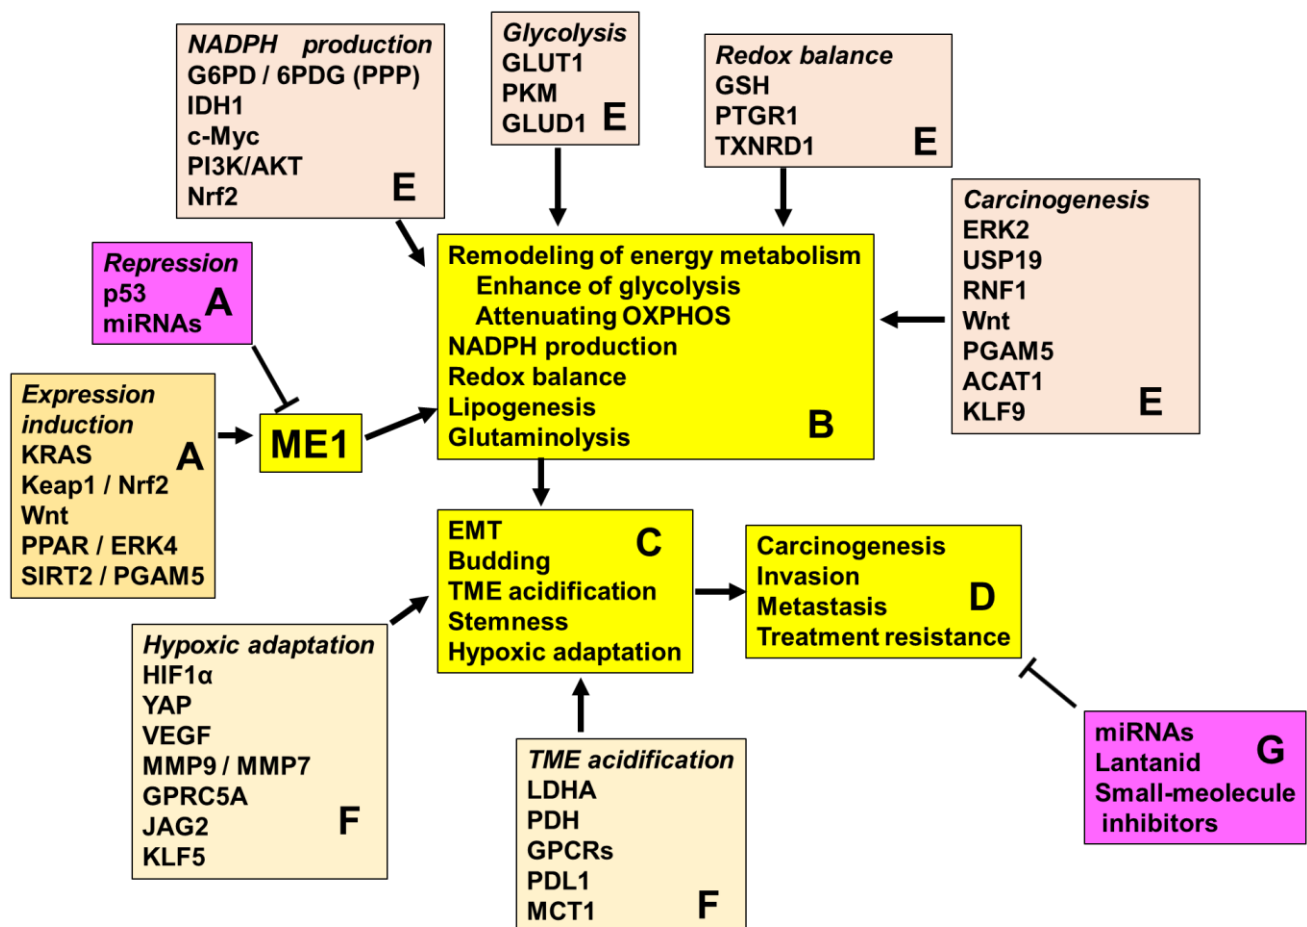 NADPH production
G6PD / 6PDG (PPP)
IDH1
c-Myc
PI3K/AKT
Nrf2
E
Glycolysis
GLUT1
PKM
GLUD1
E
Redox balance
GSH
PTGR1
TXNRD1
E
Carcinogenesis
ERK2
USP19
RNF1
Wnt
PGAM5
ACAT1
KLF9
E
Repression
p53
miRNAs
A
Expression
induction
KRAS
Keap1 / Nrf2
Wnt
PPAR / ERK4
SIRT2 / PGAM5
A
ME1
Remodeling of energy metabolism
Enhance of glycolysis
Attenuating OXPHOS
NADPH production
Redox balance
Lipogenesis
Glutaminolysis
B
EMT
Budding
TME acidification
Stemness
Hypoxic adaptation
C
Carcinogenesis
Invasion
Metastasis
Treatment resistance
D
Hypoxic adaptation
HIF1α
YAP
VEGF
MMP9 / MMP7
GPRC5A
JAG2
KLF5
F
TME acidification
LDHA
PDH
GPCRs
PDL1
MCT1
F
miRNAs
Lantanid
Small-meolecule
inhibitors
G